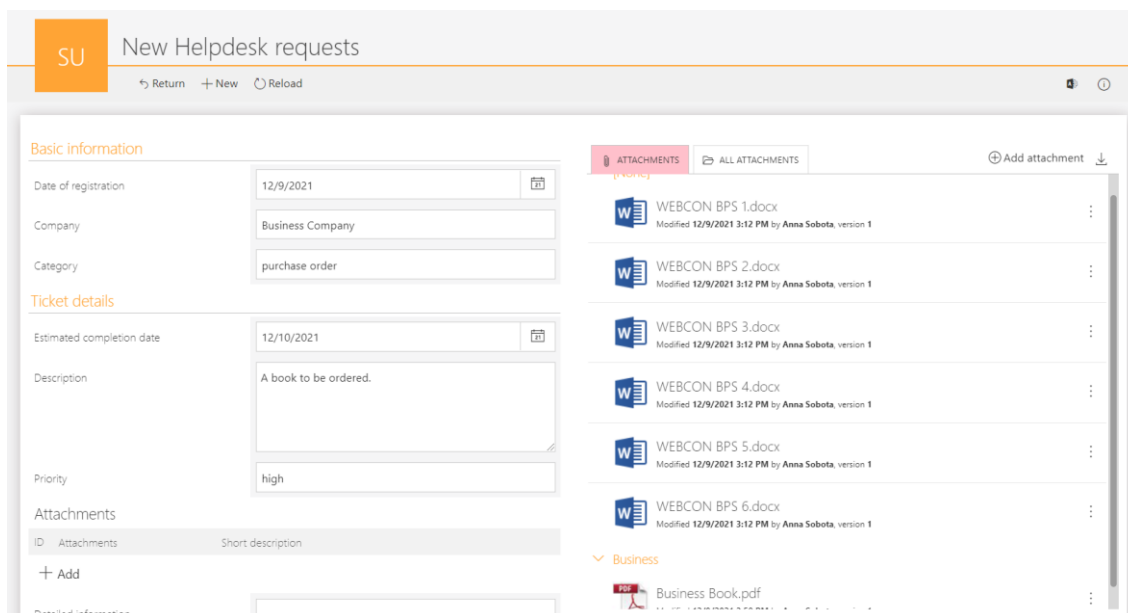 SU
New Helpdesk requests
Return
New
Reload
Basic information
Date of registration
12/9/2021
Company
Business Company
Category
purchase order
Ticket details
Estimated completion date
12/10/2021
Description
A book to be ordered.
Priority
high
Attachments
ID Attachments Short description
Add
Detailed information
ATTACHMENTS
ALL ATTACHMENTS
Add attachment
[None]
WEBCON BPS 1.docx
Modified 12/9/2021 3:12 PM by Anna Sobota, version 1
WEBCON BPS 2.docx
Modified 12/9/2021 3:12 PM by Anna Sobota, version 1
WEBCON BPS 3.docx
Modified 12/9/2021 3:12 PM by Anna Sobota, version 1
WEBCON BPS 4.docx
Modified 12/9/2021 3:12 PM by Anna Sobota, version 1
WEBCON BPS 5.docx
Modified 12/9/2021 3:12 PM by Anna Sobota, version 1
WEBCON BPS 6.docx
Modified 12/9/2021 3:12 PM by Anna Sobota, version 1
Business
PDF
Business Book.pdf